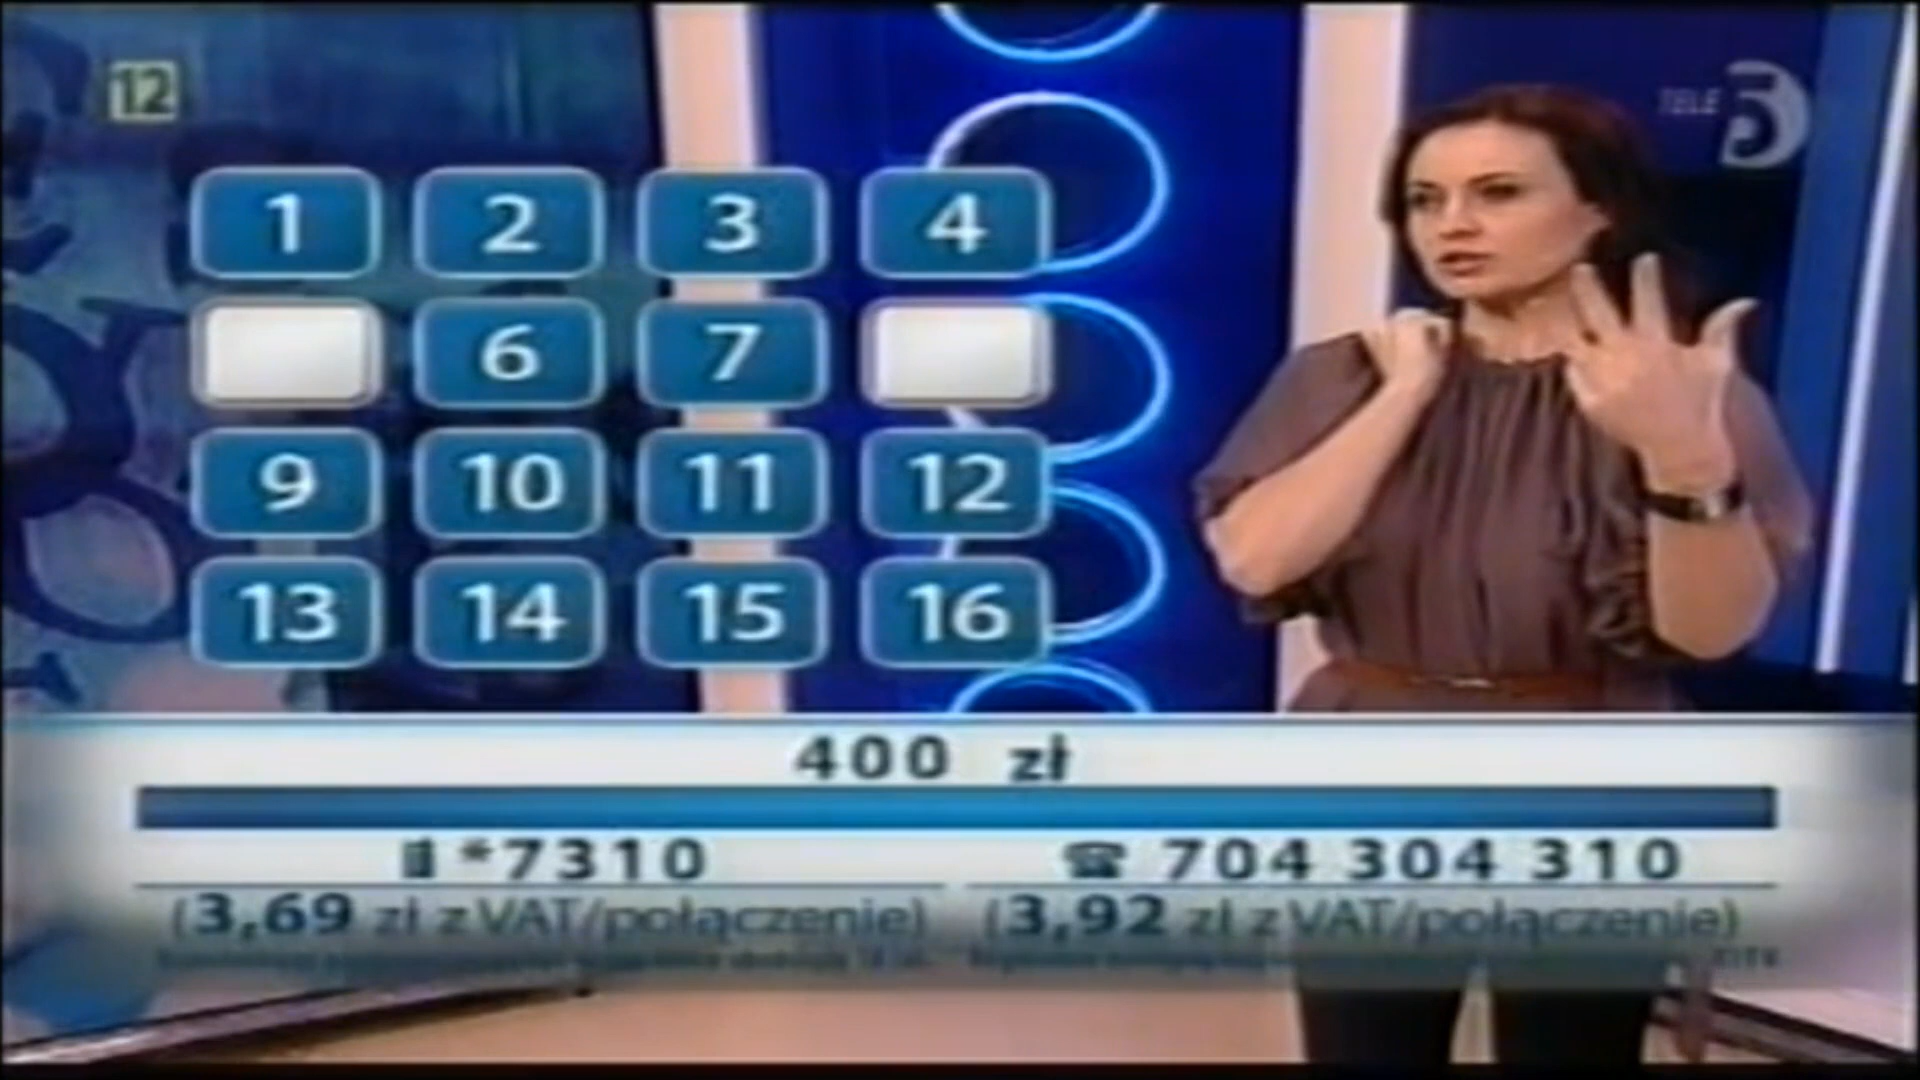 12
TELE 5
1 2 3 4
6 7
9 10 11 12
13 14 15 16
400 zł
*7310
704 304 310
(3,69 zł z VAT/połączenie)
(3,92 zł z VAT/połączenie)